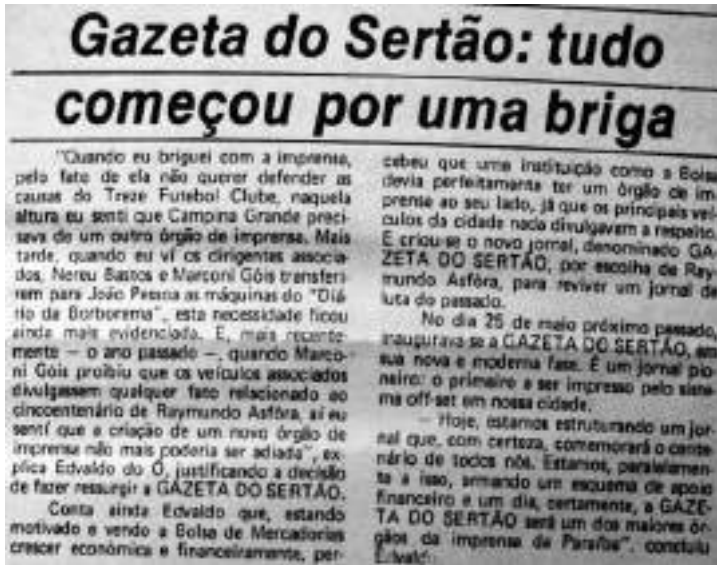 Gazeta do Sertão: tudo
começou por uma briga
"Quando eu briguei com a imprensa,
pelo fato de ela não querer defender as
causas do Treze Futebol Clube, naquela
altura eu senti que Campina Grande preci-
sava de um outro órgão de imprensa. Mais
tarde, quando eu vi os dirigentes associa-
dos, Nereu Bastos e Marconi Góis transferi-
rem para João Pessoa as máquinas do "Diá-
rio da Borborema", esta necessidade ficou
ainda mais evidenciada. E, mais recente-
mente — o ano passado —, quando Marco-
ni Góis proibiu que os veículos associados
divulgassem qualquer fato relacionado ao
cincoentenário de Raymundo Asfóra, aí eu
sentí que a criação de um novo órgão de
imprensa não mais poderia ser adiada", ex-
plica Edvaldo do Ó, justificando a decisão
de fazer ressurgir a GAZETA DO SERTÃO.
Conta ainda Edvaldo que, estando
motivado e vendo a Bolsa de Mercadorias
crescer econômica e financeiramente, per-
cebeu que uma instituição como a Bolsa
devia perfeitamente ter um órgão de im-
prensa ao seu lado, já que os principais veí-
culos da cidade nada divulgavam a respeito.
E criou-se o novo jornal, denominado GA-
ZETA DO SERTÃO, por escolha de Ray-
mundo Asfóra, para reviver um jornal de
luta do passado.
No dia 25 de maio próximo passado,
inaugurava-se a GAZETA DO SERTÃO, em
sua nova e moderna fase. É um jornal pio-
neiro: o primeiro a ser impresso pelo siste-
ma off-set em nossa cidade.
— Hoje, estamos estruturando um jor-
nal que, com certeza, comemorará o cente-
nário de todos nós. Estamos, paralelamen-
te a isso, armando um esquema de apoio
financeiro e um dia, certamente, a GAZE-
TA DO SERTÃO será um dos maiores ór-
gãos da imprensa da Paraíba", concluiu
Edvaldo